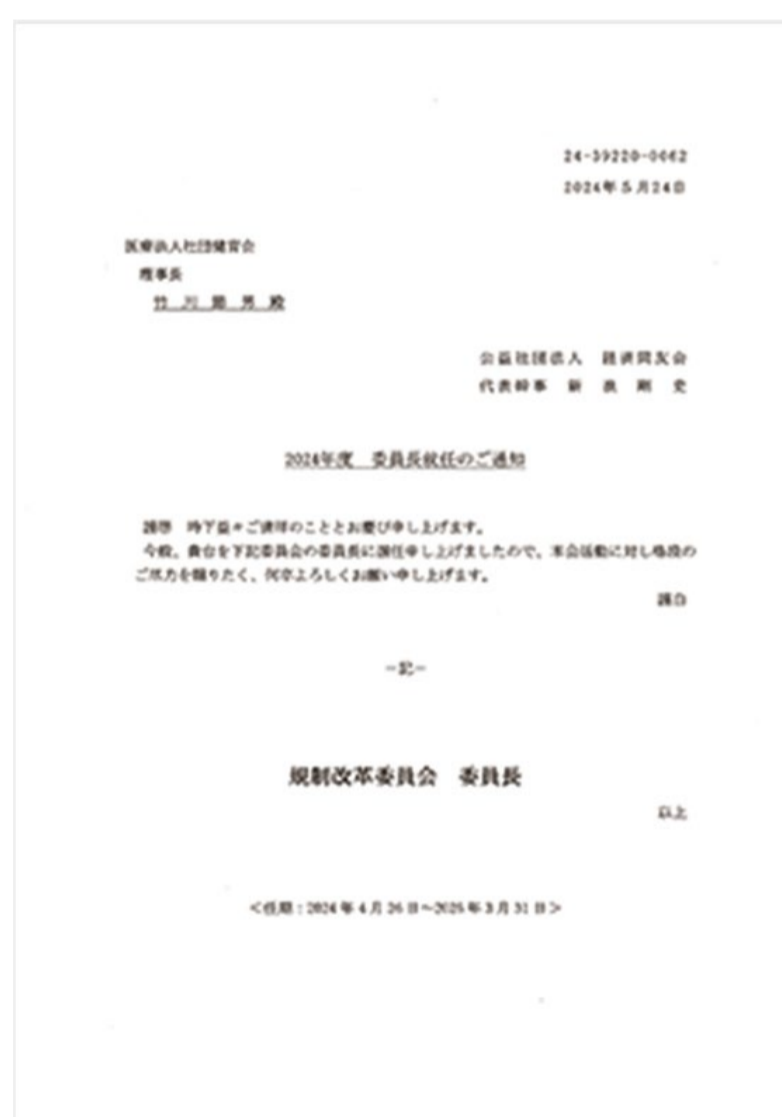 24-39220-0062
2024年5月24日
医療法人社団健育会
理事長
竹 川 節 男 殿
公益社団法人 経済同友会
代表幹事 新 浪 剛 史
2024年度 委員長就任のご通知
謹啓 時下益々ご清祥のこととお慶び申し上げます。
今般、貴台を下記委員会の委員長に選任申し上げましたので、本会活動に対し格段の
ご尽力を賜りたく、何卒よろしくお願い申し上げます。
謹白
－記－
規制改革委員会 委員長
以上
＜任期：2024年4月26日～2025年3月31日＞